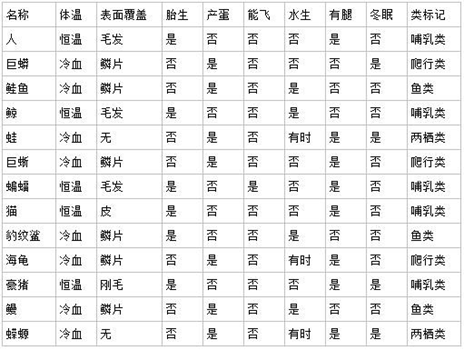 名称 体温 表面覆盖 胎生 产蛋 能飞 水生 有腿 冬眠 类标记
人 恒温 毛发 是 否 否 否 是 否 哺乳类
巨蟒 冷血 鳞片 否 是 否 否 否 是 爬行类
鲑鱼 冷血 鳞片 否 是 否 是 否 否 鱼类
鲸 恒温 毛发 是 否 否 是 否 否 哺乳类
蛙 冷血 无 否 是 否 有时 是 是 两栖类
巨蜥 冷血 鳞片 否 是 否 否 是 否 爬行类
蝙蝠 恒温 毛发 是 否 是 否 是 否 哺乳类
猫 恒温 皮 是 否 否 否 是 否 哺乳类
豹纹鲨 冷血 鳞片 是 否 否 是 否 否 鱼类
海龟 冷血 鳞片 否 是 否 有时 是 否 爬行类
豪猪 恒温 刚毛 是 否 否 否 是 是 哺乳类
鳗 冷血 鳞片 否 是 否 是 否 否 鱼类
蝾螈 冷血 无 否 是 否 有时 是 是 两栖类